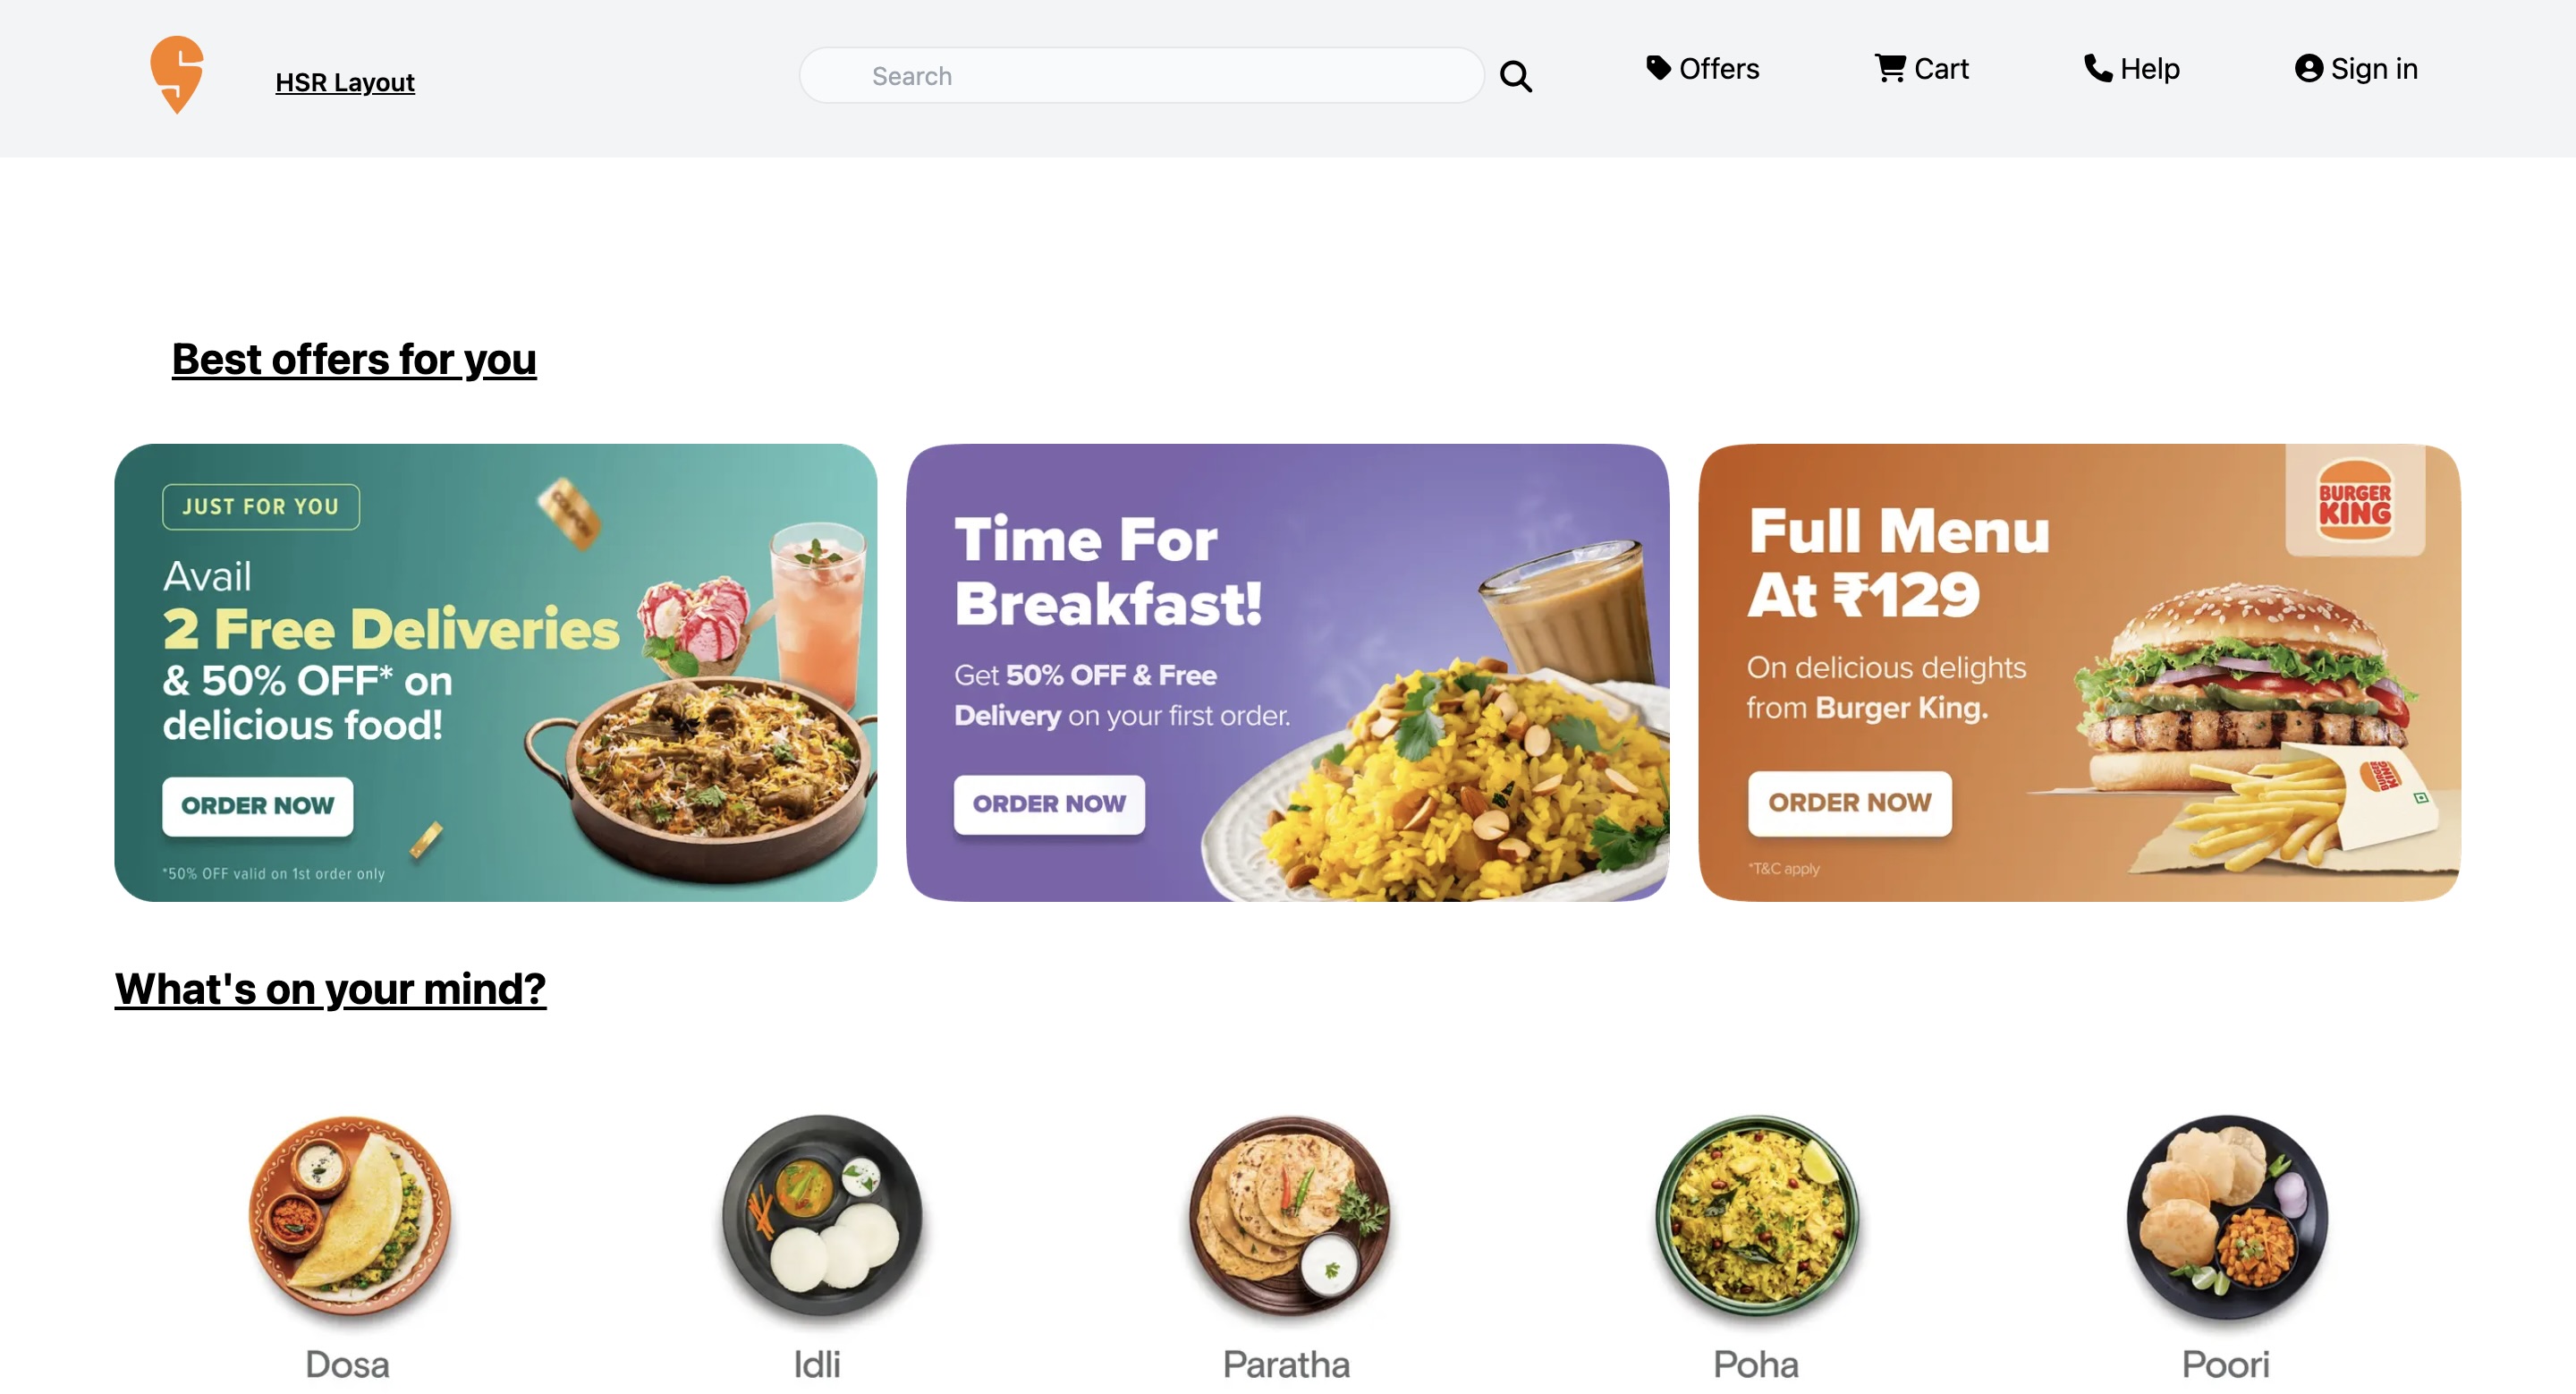 HSR Layout
Search
Offers
Cart
Help
Sign in
Best offers for you
JUST FOR YOU
Avail
2 Free Deliveries
& 50% OFF* on
delicious food!
ORDER NOW
*50% OFF valid on 1st order only
COUPON
Time For
Breakfast!
Get 50% OFF & Free
Delivery on your first order.
ORDER NOW
BURGER
KING
Full Menu
At ₹129
On delicious delights
from Burger King.
ORDER NOW
*T&C apply
BURGER
KING
What's on your mind?
Dosa
Idli
Paratha
Poha
Poori